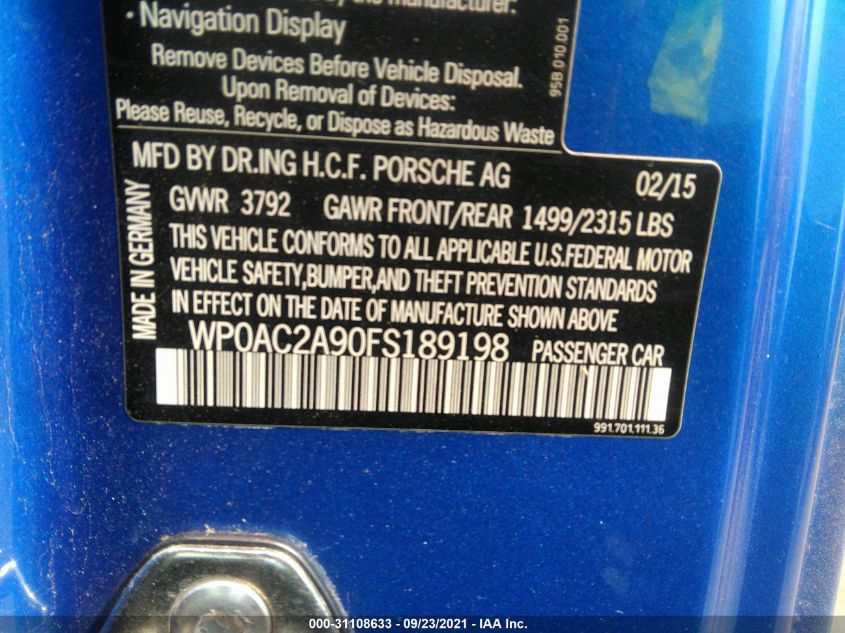 by the manufacturer:
• Navigation Display
Remove Devices Before Vehicle Disposal.
Upon Removal of Devices:
Please Reuse, Recycle, or Dispose as Hazardous Waste
95B.010.001
MFD BY DR.ING H.C.F. PORSCHE AG 02/15
GVWR 3792 GAWR FRONT/REAR 1499/2315 LBS
THIS VEHICLE CONFORMS TO ALL APPLICABLE U.S.FEDERAL MOTOR
VEHICLE SAFETY,BUMPER,AND THEFT PREVENTION STANDARDS
IN EFFECT ON THE DATE OF MANUFACTURE SHOWN ABOVE
MADE IN GERMANY
WP0AC2A90FS189198 PASSENGER CAR
991.701.111.36
000-31108633 - 09/23/2021 - IAA Inc.